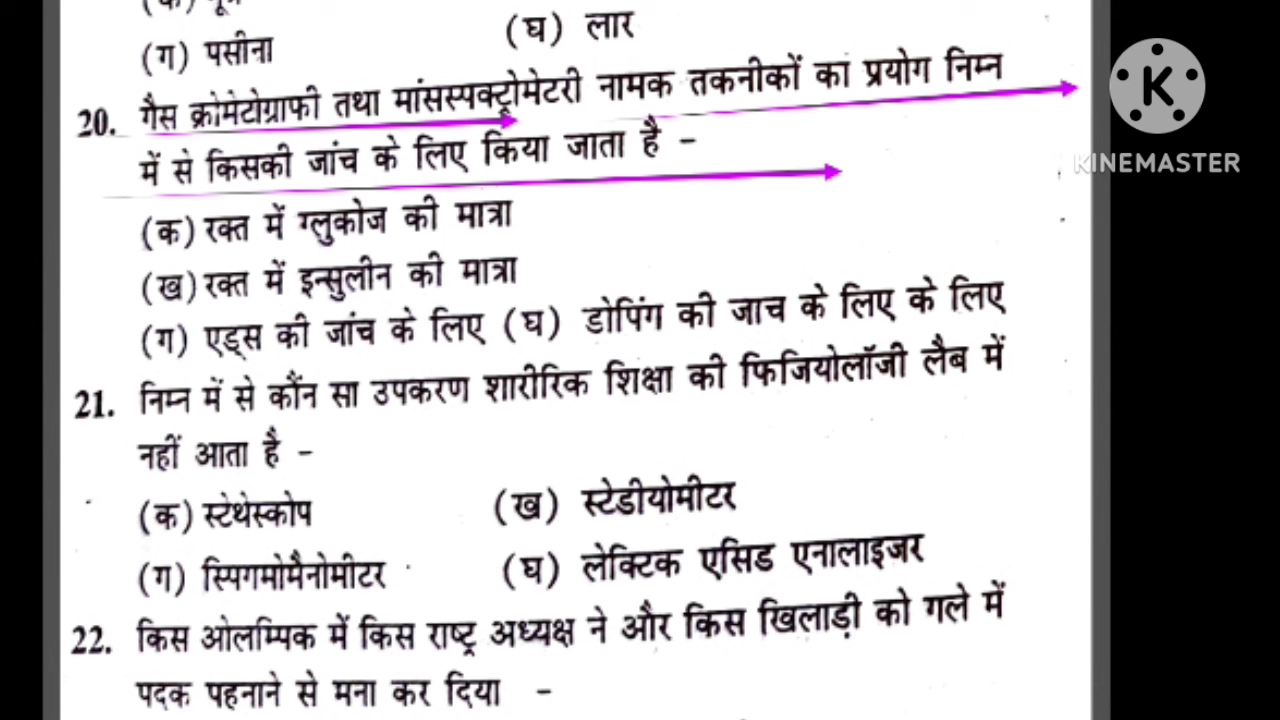 (ग) पसीना (घ) लार
20. गैस क्रोमेटोग्राफी तथा मांसस्पक्ट्रोमेटरी नामक तकनीकों का प्रयोग निम्न
में से किसकी जांच के लिए किया जाता है -
(क) रक्त में ग्लुकोज की मात्रा
(ख) रक्त में इन्सुलीन की मात्रा
(ग) एड्स की जांच के लिए (घ) डोपिंग की जाच के लिए के लिए
21. निम्न में से कौंन सा उपकरण शारीरिक शिक्षा की फिजियोलॉजी लैब में
नहीं आता है -
(क) स्टेथेस्कोप (ख) स्टेडीयोमीटर
(ग) स्पिगमोमैनोमीटर (घ) लेक्टिक एसिड एनालाइजर
22. किस ओलम्पिक में किस राष्ट्र अध्यक्ष ने और किस खिलाड़ी को गले में
पदक पहनाने से मना कर दिया -
K
KINEMASTER